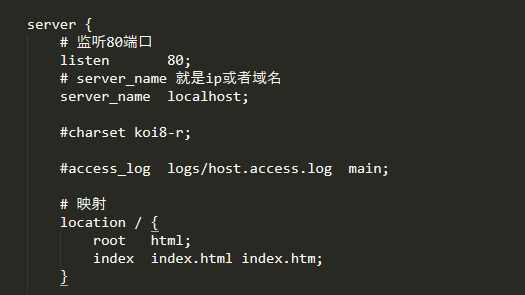 server {
# 监听80端口
listen       80;
# server_name 就是ip或者域名
server_name  localhost;
#charset koi8-r;
#access_log  logs/host.access.log  main;
# 映射
location / {
root   html;
index  index.html index.htm;
}